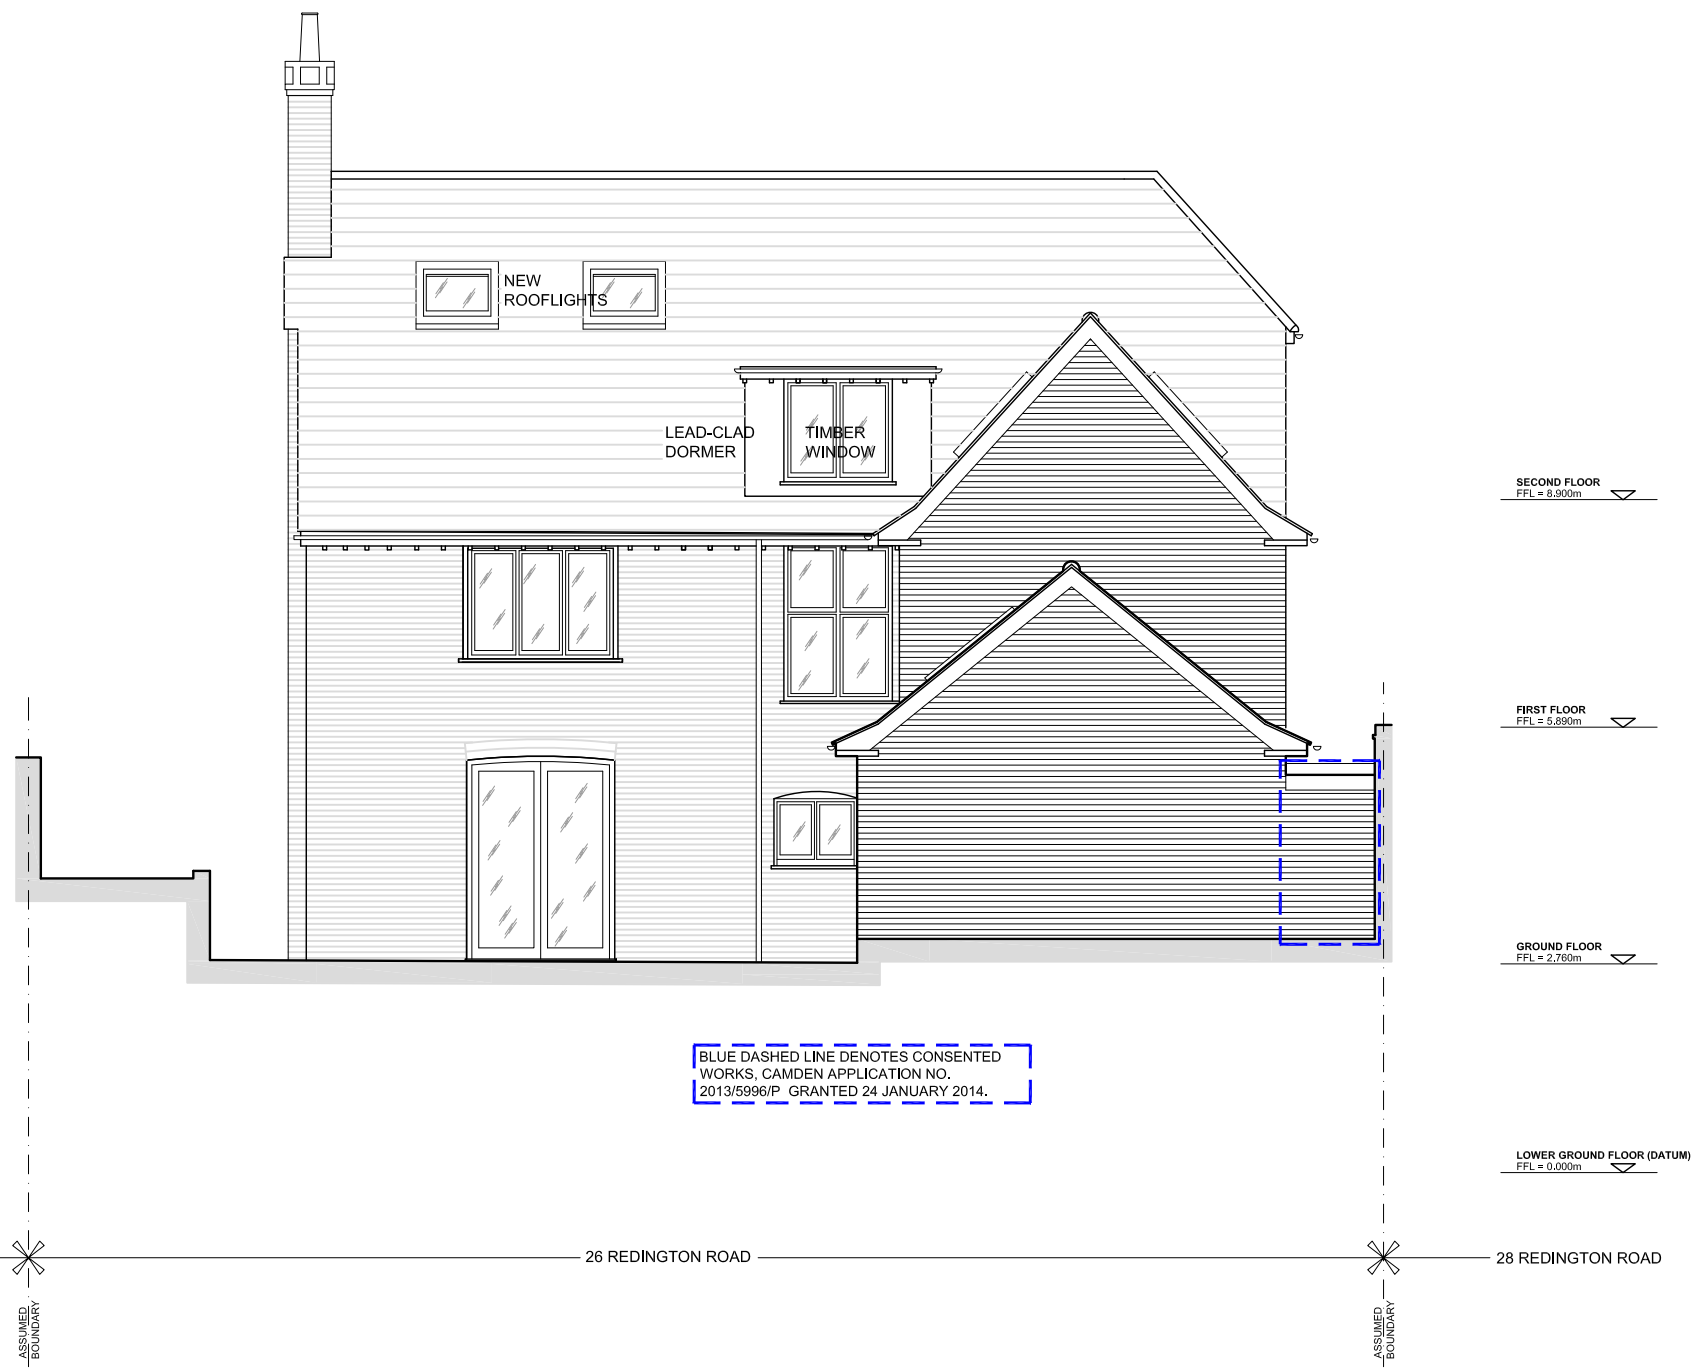 NEW
ROOFLIGHTS
LEAD-CLAD
DORMER
TIMBER
WINDOW
SECOND FLOOR
FFL = 8.900m
FIRST FLOOR
FFL = 5.890m
GROUND FLOOR
FFL = 2.760m
BLUE DASHED LINE DENOTES CONSENTED
WORKS, CAMDEN APPLICATION NO.
2013/5996/P GRANTED 24 JANUARY 2014.
LOWER GROUND FLOOR (DATUM)
FFL = 0.000m
26 REDINGTON ROAD
28 REDINGTON ROAD
ASSUMED
BOUNDARY
ASSUMED
BOUNDARY